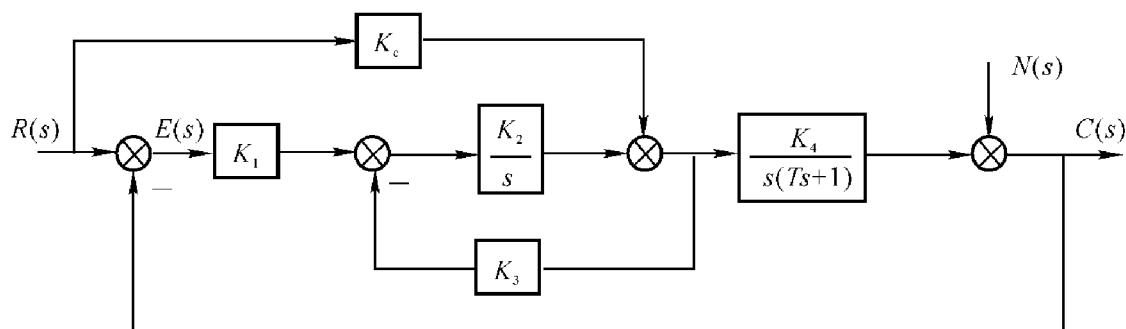 K_c
N(s)
R(s) E(s) K_1 K_2/s K_4/s(Ts+1) C(s)
− −
K_3